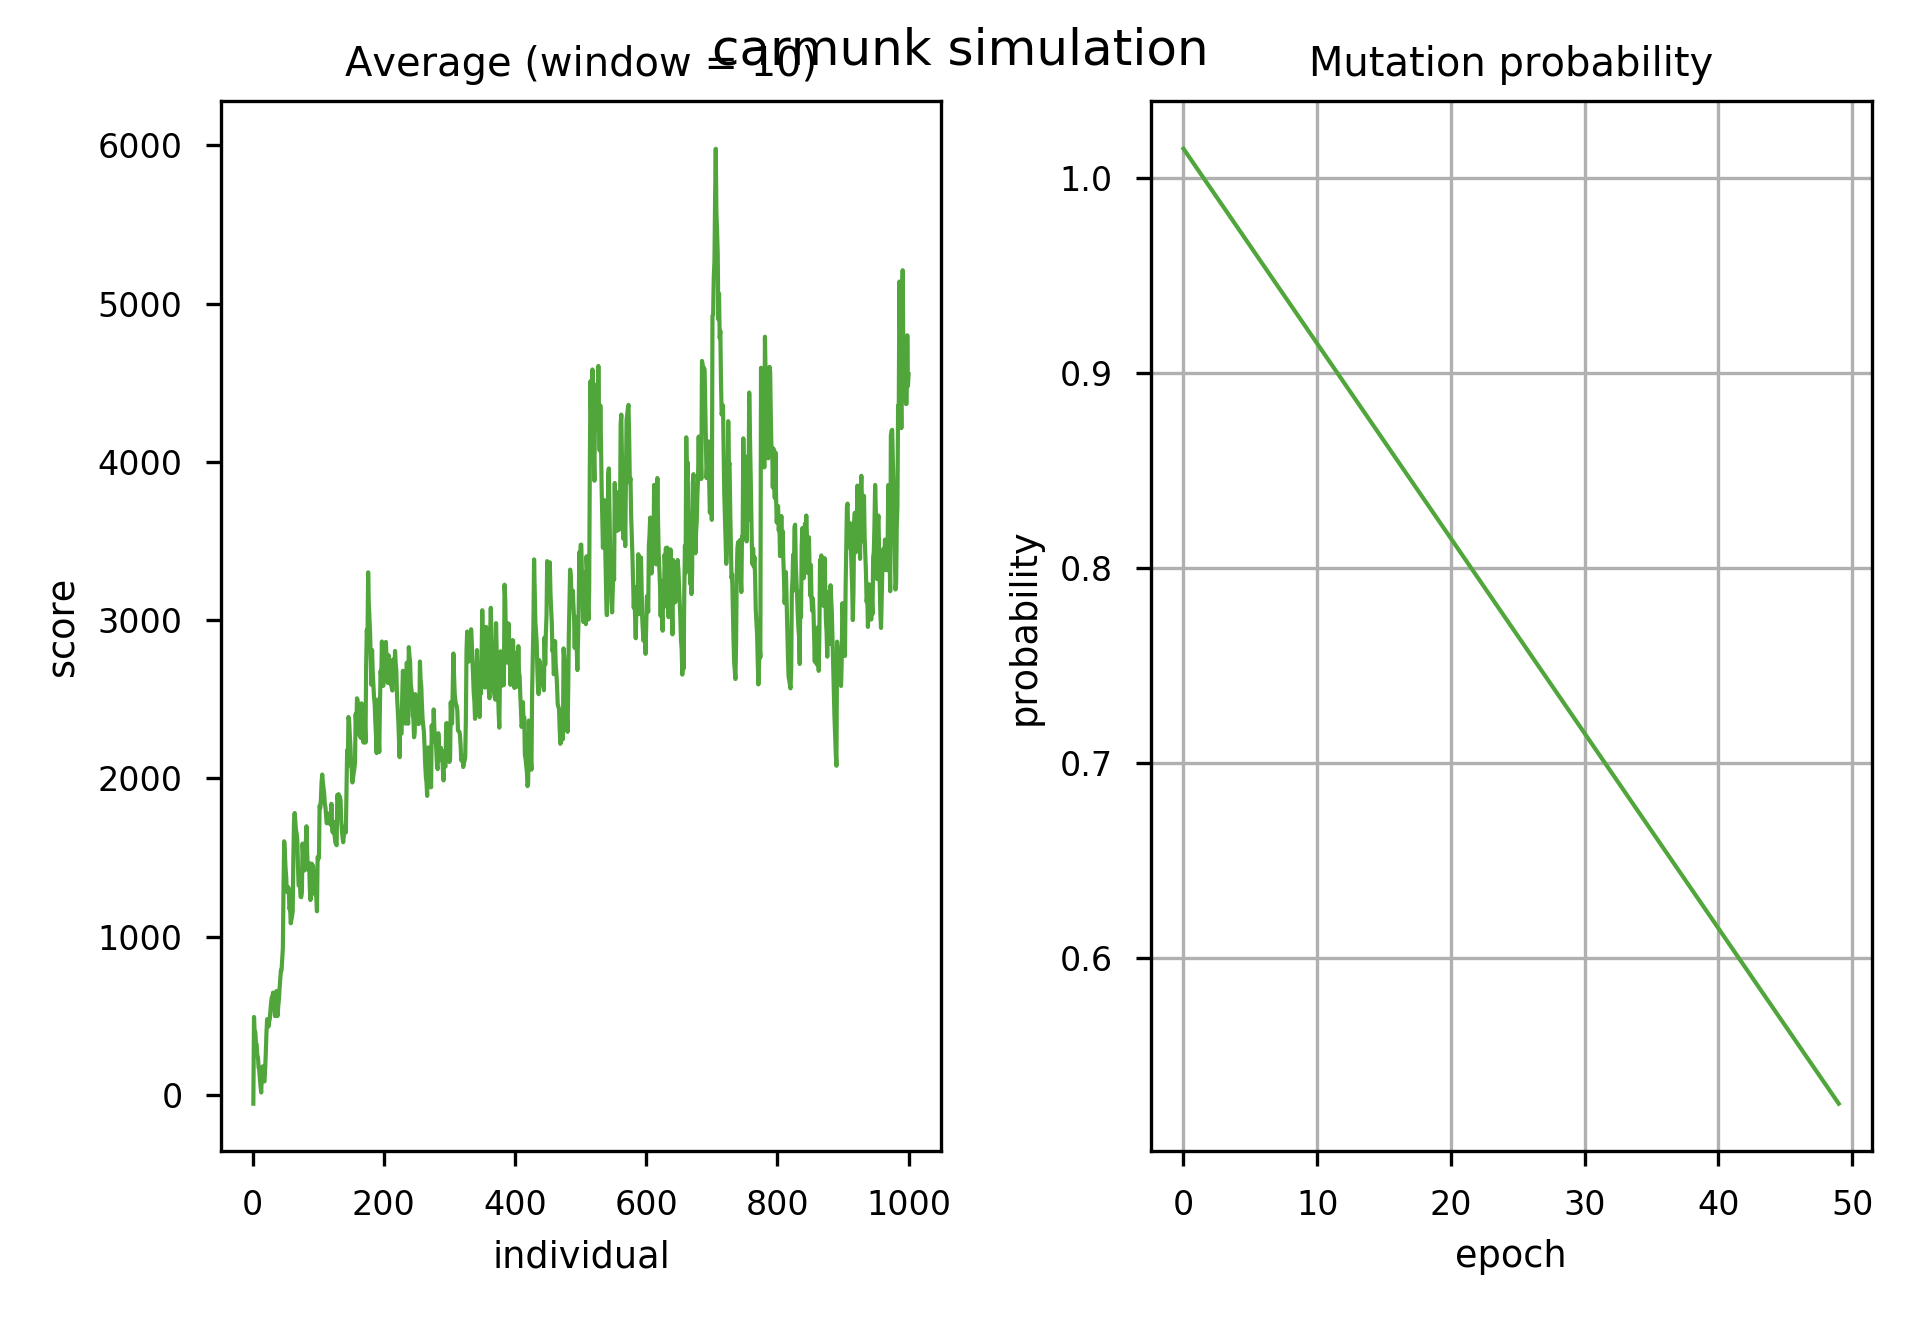 carmunk simulation
Average (window = 10)
6000
5000
4000
3000
2000
1000
0
score
0 200 400 600 800 1000
individual
Mutation probability
1.0
0.9
0.8
0.7
0.6
probability
0 10 20 30 40 50
epoch